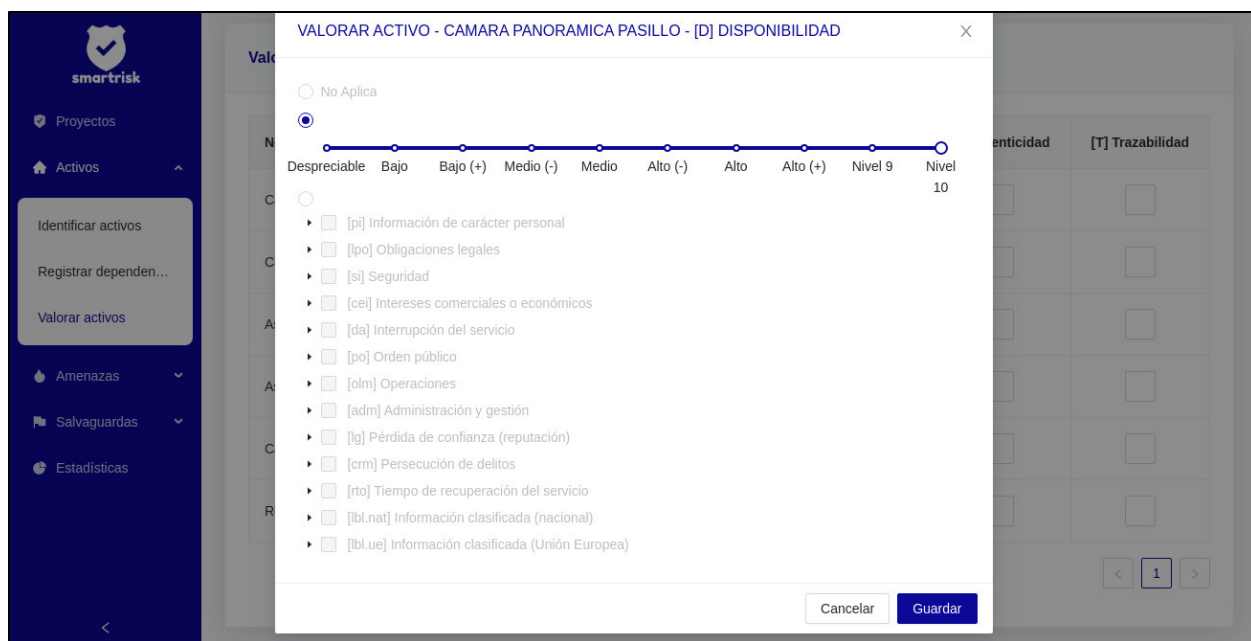 smartrisk
Proyectos
Activos
Identificar activos
Registrar dependen...
Valorar activos
Amenazas
Salvaguardas
Estadísticas
<
Valo
VALORAR ACTIVO - CAMARA PANORAMICA PASILLO - [D] DISPONIBILIDAD
No Aplica
Despreciable Bajo Bajo (+) Medio (-) Medio Alto (-) Alto Alto (+) Nivel 9 Nivel
10
[pi] Información de carácter personal
[lpo] Obligaciones legales
[si] Seguridad
[cei] Intereses comerciales o económicos
[da] Interrupción del servicio
[po] Orden público
[olm] Operaciones
[adm] Administración y gestión
[lg] Pérdida de confianza (reputación)
[crm] Persecución de delitos
[rto] Tiempo de recuperación del servicio
[lbl.nat] Información clasificada (nacional)
[lbl.ue] Información clasificada (Unión Europea)
Cancelar Guardar
enticidad [T] Trazabilidad
< 1 >